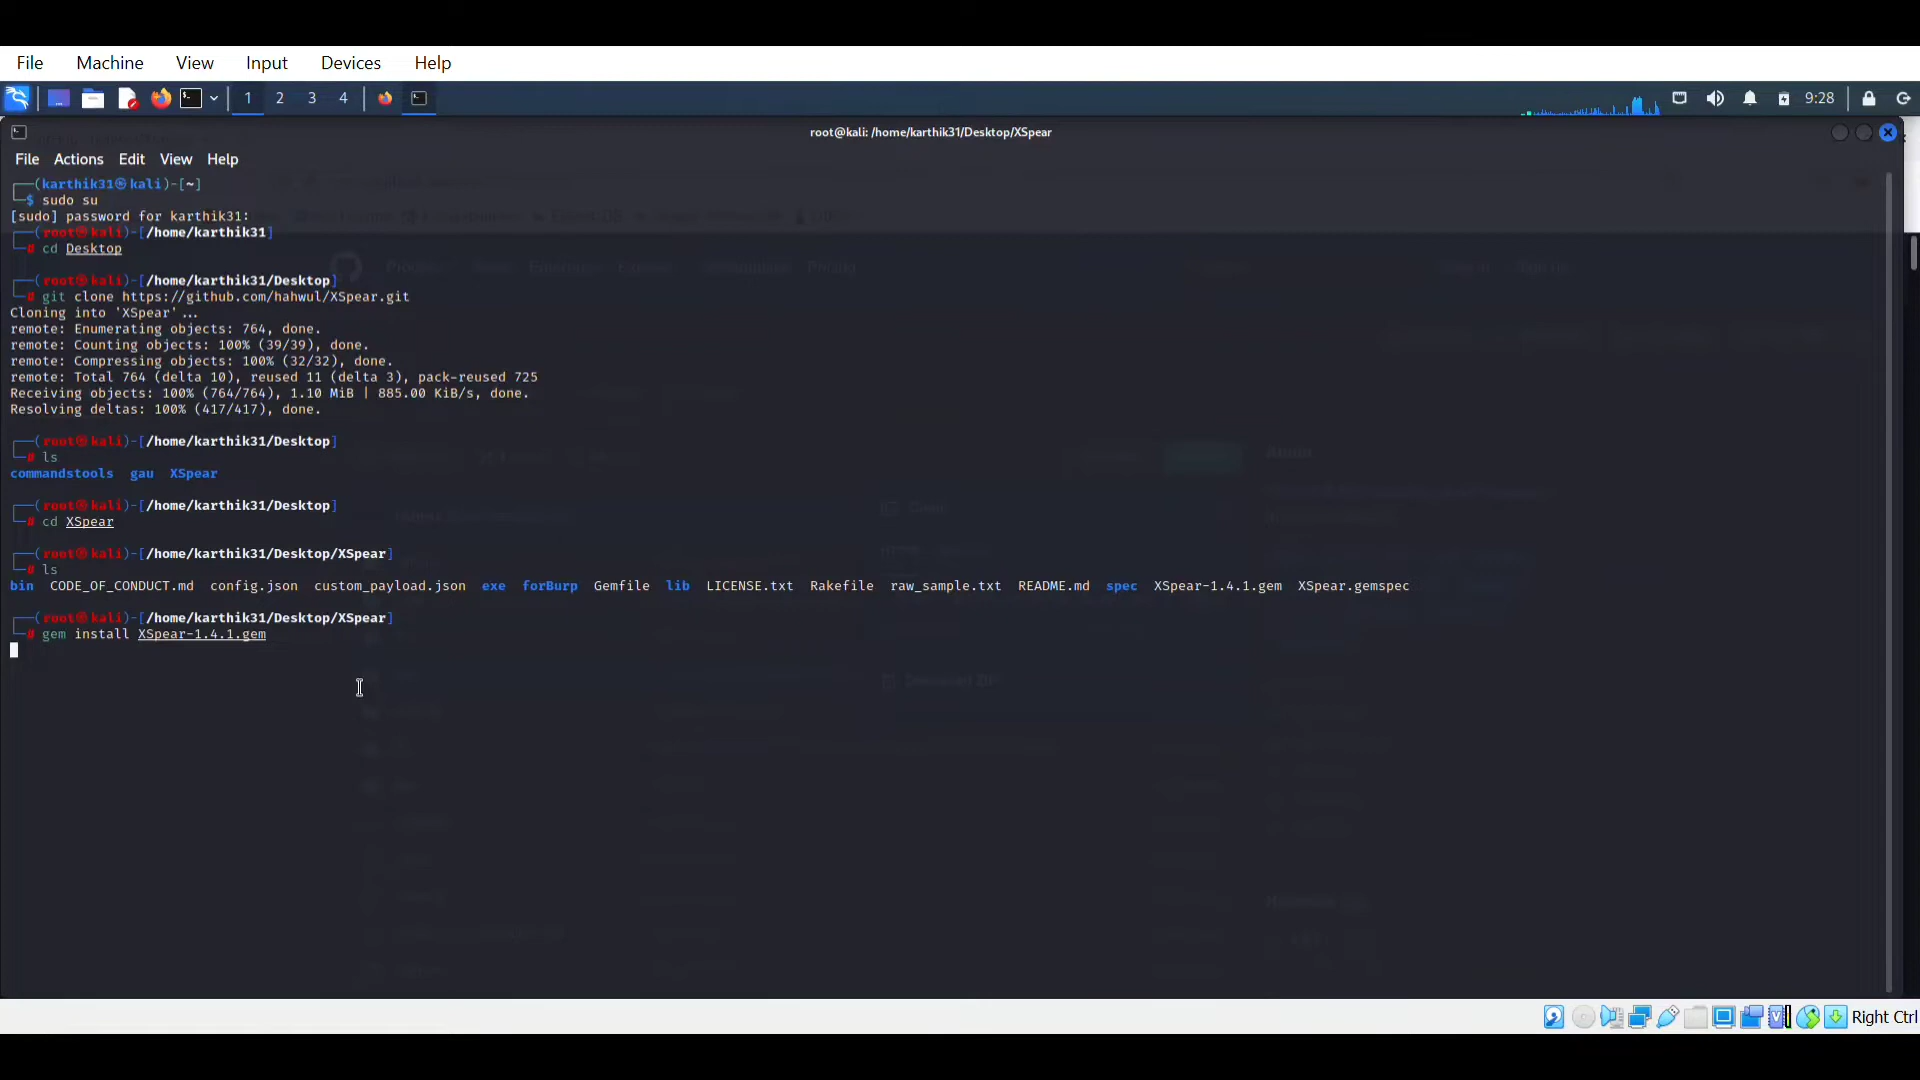 File Machine View Input Devices Help
1 2 3 4 9:28
root@kali: /home/karthik31/Desktop/XSpear
File Actions Edit View Help
┌──(karthik31㉿kali)-[~]
└─$ sudo su
[sudo] password for karthik31:
┌──(root㉿kali)-[/home/karthik31]
└─# cd Desktop
┌──(root㉿kali)-[/home/karthik31/Desktop]
└─# git clone https://github.com/hahwul/XSpear.git
Cloning into 'XSpear'...
remote: Enumerating objects: 764, done.
remote: Counting objects: 100% (39/39), done.
remote: Compressing objects: 100% (32/32), done.
remote: Total 764 (delta 10), reused 11 (delta 3), pack-reused 725
Receiving objects: 100% (764/764), 1.10 MiB | 885.00 KiB/s, done.
Resolving deltas: 100% (417/417), done.
┌──(root㉿kali)-[/home/karthik31/Desktop]
└─# ls
commandstools gau XSpear
┌──(root㉿kali)-[/home/karthik31/Desktop]
└─# cd XSpear
┌──(root㉿kali)-[/home/karthik31/Desktop/XSpear]
└─# ls
bin CODE_OF_CONDUCT.md config.json custom_payload.json exe forBurp Gemfile lib LICENSE.txt Rakefile raw_sample.txt README.md spec XSpear-1.4.1.gem XSpear.gemspec
┌──(root㉿kali)-[/home/karthik31/Desktop/XSpear]
└─# gem install XSpear-1.4.1.gem
Right Ctrl